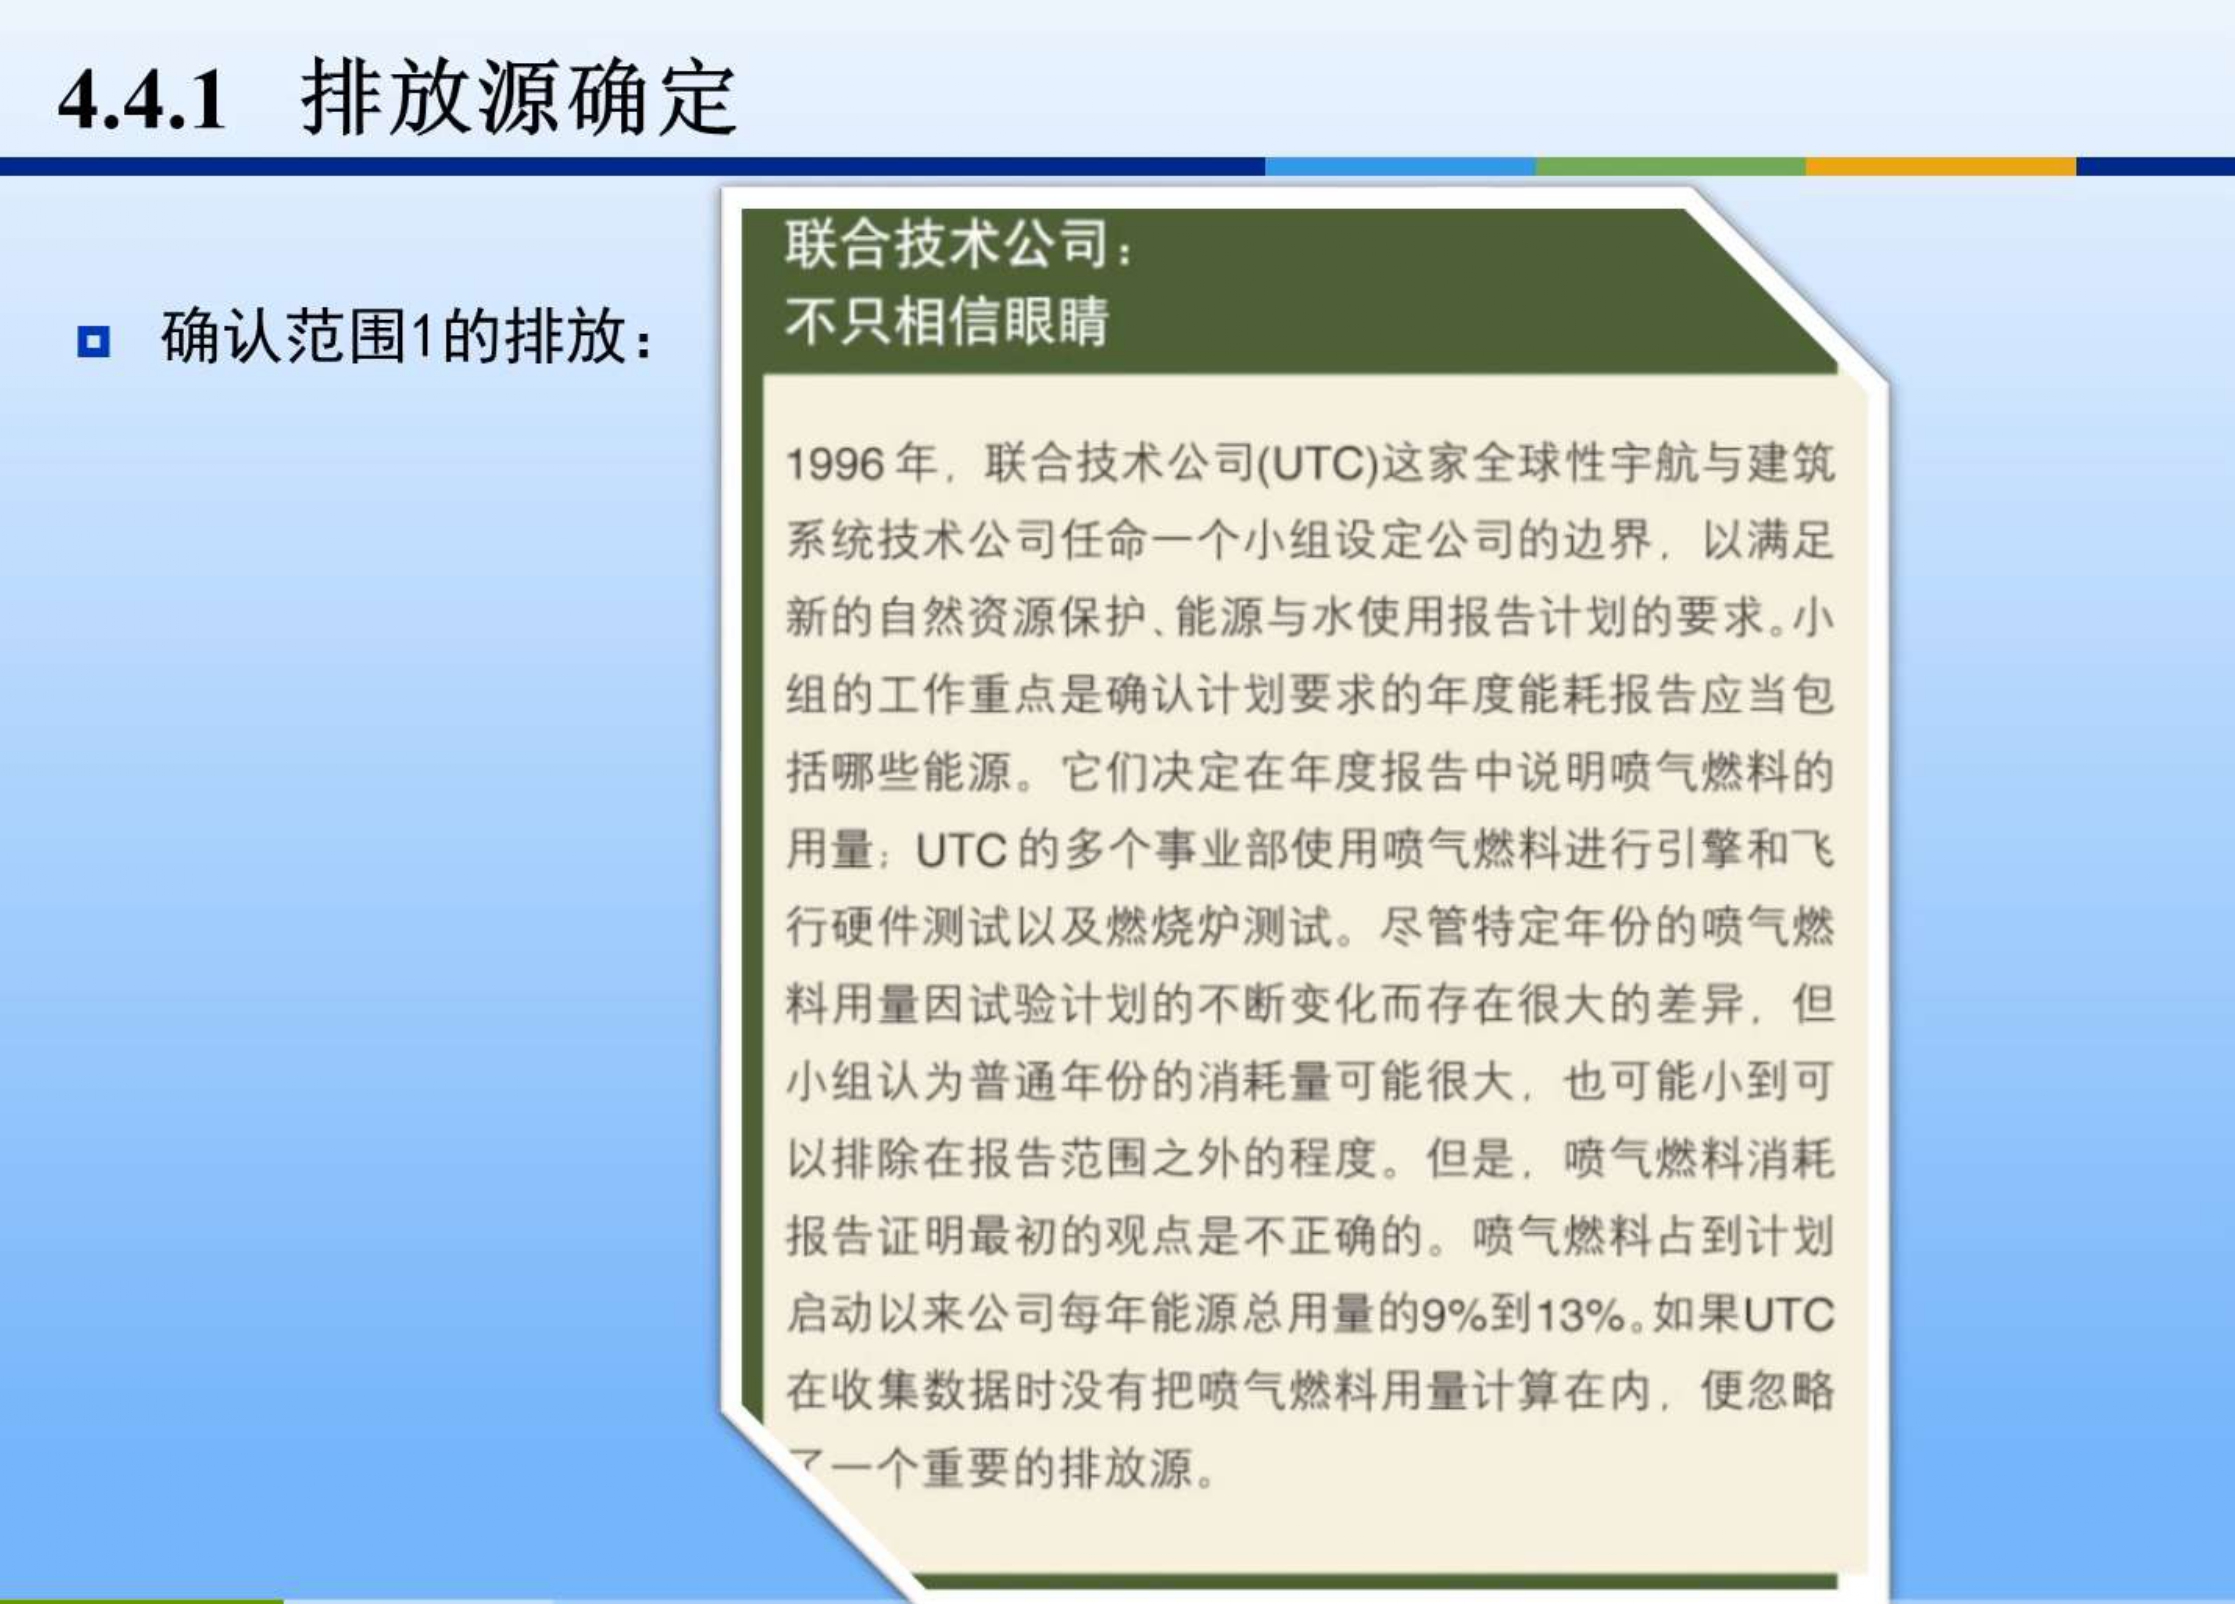 4.4.1 排放源确定
确认范围1的排放：
联合技术公司：
不只相信眼睛
1996年，联合技术公司(UTC)这家全球性宇航与建筑
系统技术公司任命一个小组设定公司的边界，以满足
新的自然资源保护、能源与水使用报告计划的要求。小
组的工作重点是确认计划要求的年度能耗报告应当包
括哪些能源。它们决定在年度报告中说明喷气燃料的
用量；UTC的多个事业部使用喷气燃料进行引擎和飞
行硬件测试以及燃烧炉测试。尽管特定年份的喷气燃
料用量因试验计划的不断变化而存在很大的差异，但
小组认为普通年份的消耗量可能很大，也可能小到可
以排除在报告范围之外的程度。但是，喷气燃料消耗
报告证明最初的观点是不正确的。喷气燃料占到计划
启动以来公司每年能源总用量的9%到13%。如果UTC
在收集数据时没有把喷气燃料用量计算在内，便忽略
了一个重要的排放源。